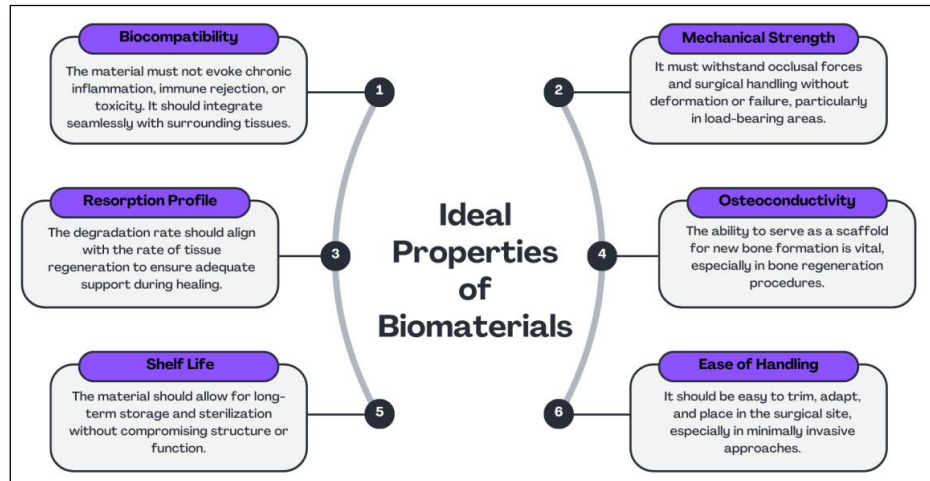 Biocompatibility
The material must not evoke chronic
inflammation, immune rejection, or
toxicity. It should integrate
seamlessly with surrounding tissues.
1
2
Mechanical Strength
It must withstand occlusal forces
and surgical handling without
deformation or failure, particularly
in load-bearing areas.
Resorption Profile
The degradation rate should align
with the rate of tissue
regeneration to ensure adequate
support during healing.
3
Ideal
Properties
of
Biomaterials
4
Osteoconductivity
The ability to serve as a scaffold
for new bone formation is vital,
especially in bone regeneration
procedures.
Shelf Life
The material should allow for long-
term storage and sterilization
without compromising structure or
function.
5
6
Ease of Handling
It should be easy to trim, adapt,
and place in the surgical site,
especially in minimally invasive
approaches.